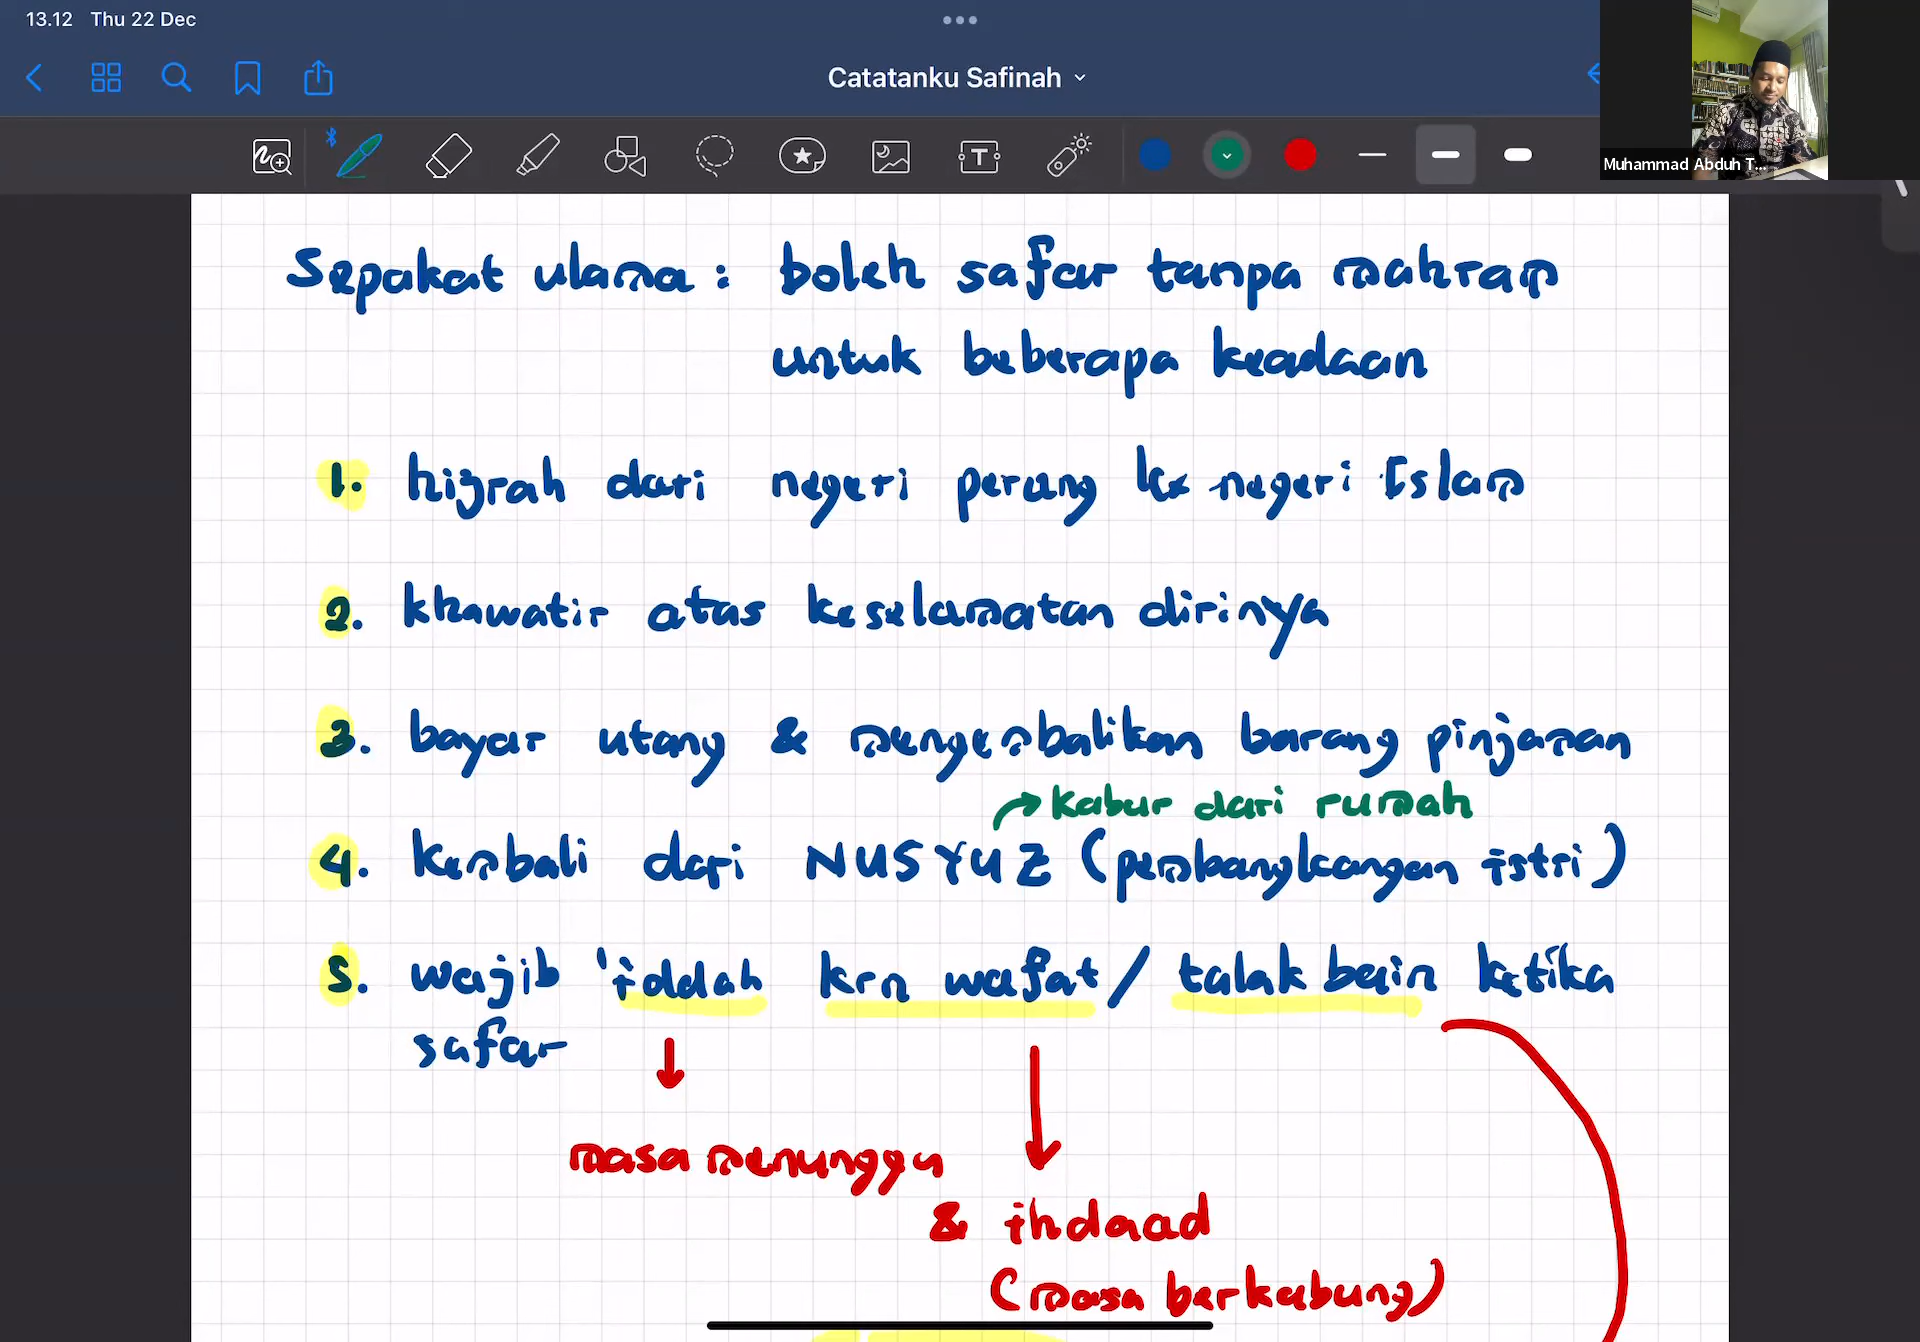 13.12 Thu 22 Dec
Catatanku Safinah
Muhammad Abduh T...
Sepakat ulama : boleh safar tanpa mahram
untuk beberapa keadaan
1. hijrah dari negeri perang ke negeri Islam
2. khawatir atas keselamatan dirinya
3. bayar utang & mengembalikan barang pinjaman
kabur dari rumah
4. kembali dari NUSYUZ (pembangkangan istri)
5. wajib 'iddah krn wafat / talak bain ketika
safar
masa menunggu
& ihdaad
(masa berkabung)